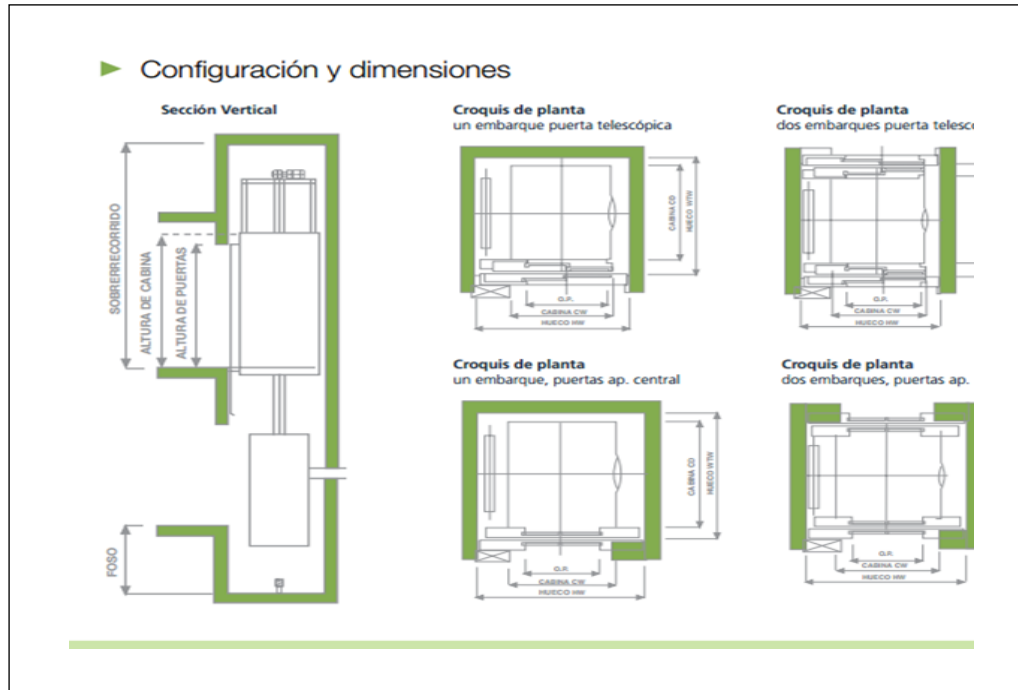 Configuración y dimensiones
Sección Vertical
SOBRERRECORRIDO
ALTURA DE CABINA
ALTURA DE PUERTAS
FOSO
Croquis de planta
un embarque puerta telescópica
CABINA CD
HUECO WTW
O.P.
CABINA CW
HUECO HW
Croquis de planta
dos embarques puerta telesc
O.P.
CABINA CW
HUECO HW
Croquis de planta
un embarque, puertas ap. central
CABINA CD
HUECO WTW
O.P.
CABINA CW
HUECO HW
Croquis de planta
dos embarques, puertas ap.
O.P.
CABINA CW
HUECO HW